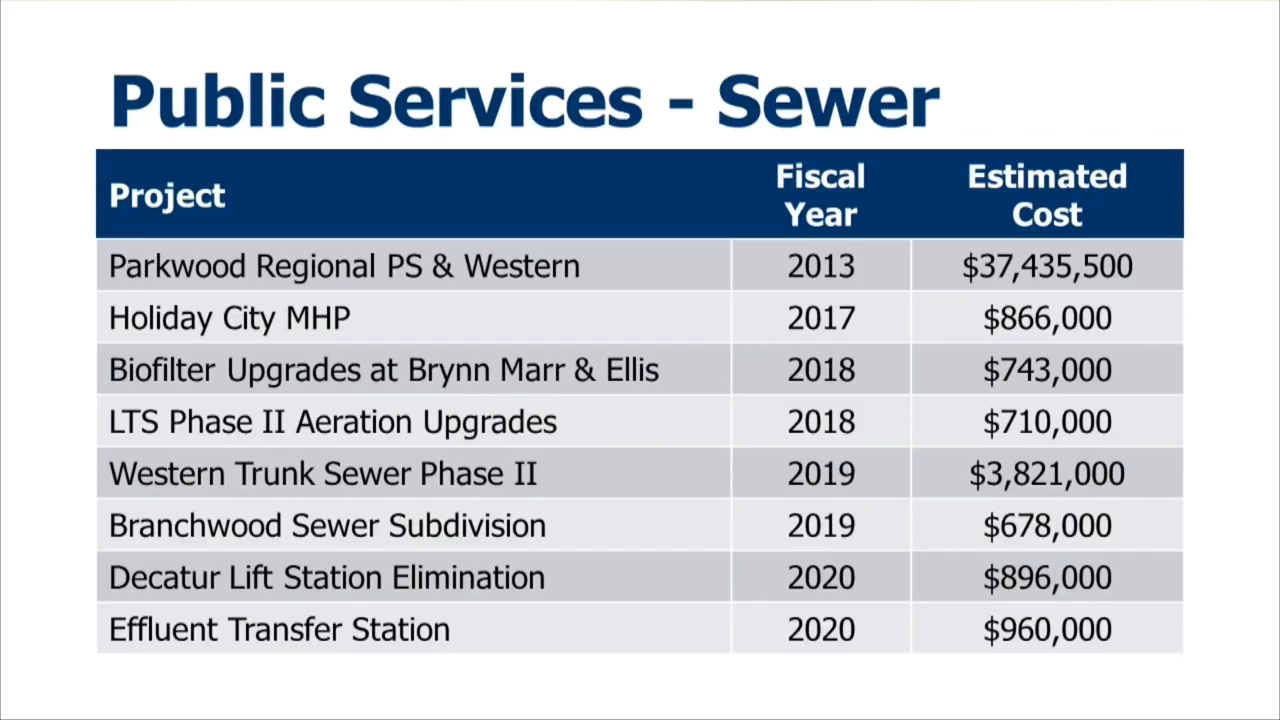 Public Services - Sewer
Project Fiscal Year Estimated Cost
Parkwood Regional PS & Western 2013 $37,435,500
Holiday City MHP 2017 $866,000
Biofilter Upgrades at Brynn Marr & Ellis 2018 $743,000
LTS Phase II Aeration Upgrades 2018 $710,000
Western Trunk Sewer Phase II 2019 $3,821,000
Branchwood Sewer Subdivision 2019 $678,000
Decatur Lift Station Elimination 2020 $896,000
Effluent Transfer Station 2020 $960,000